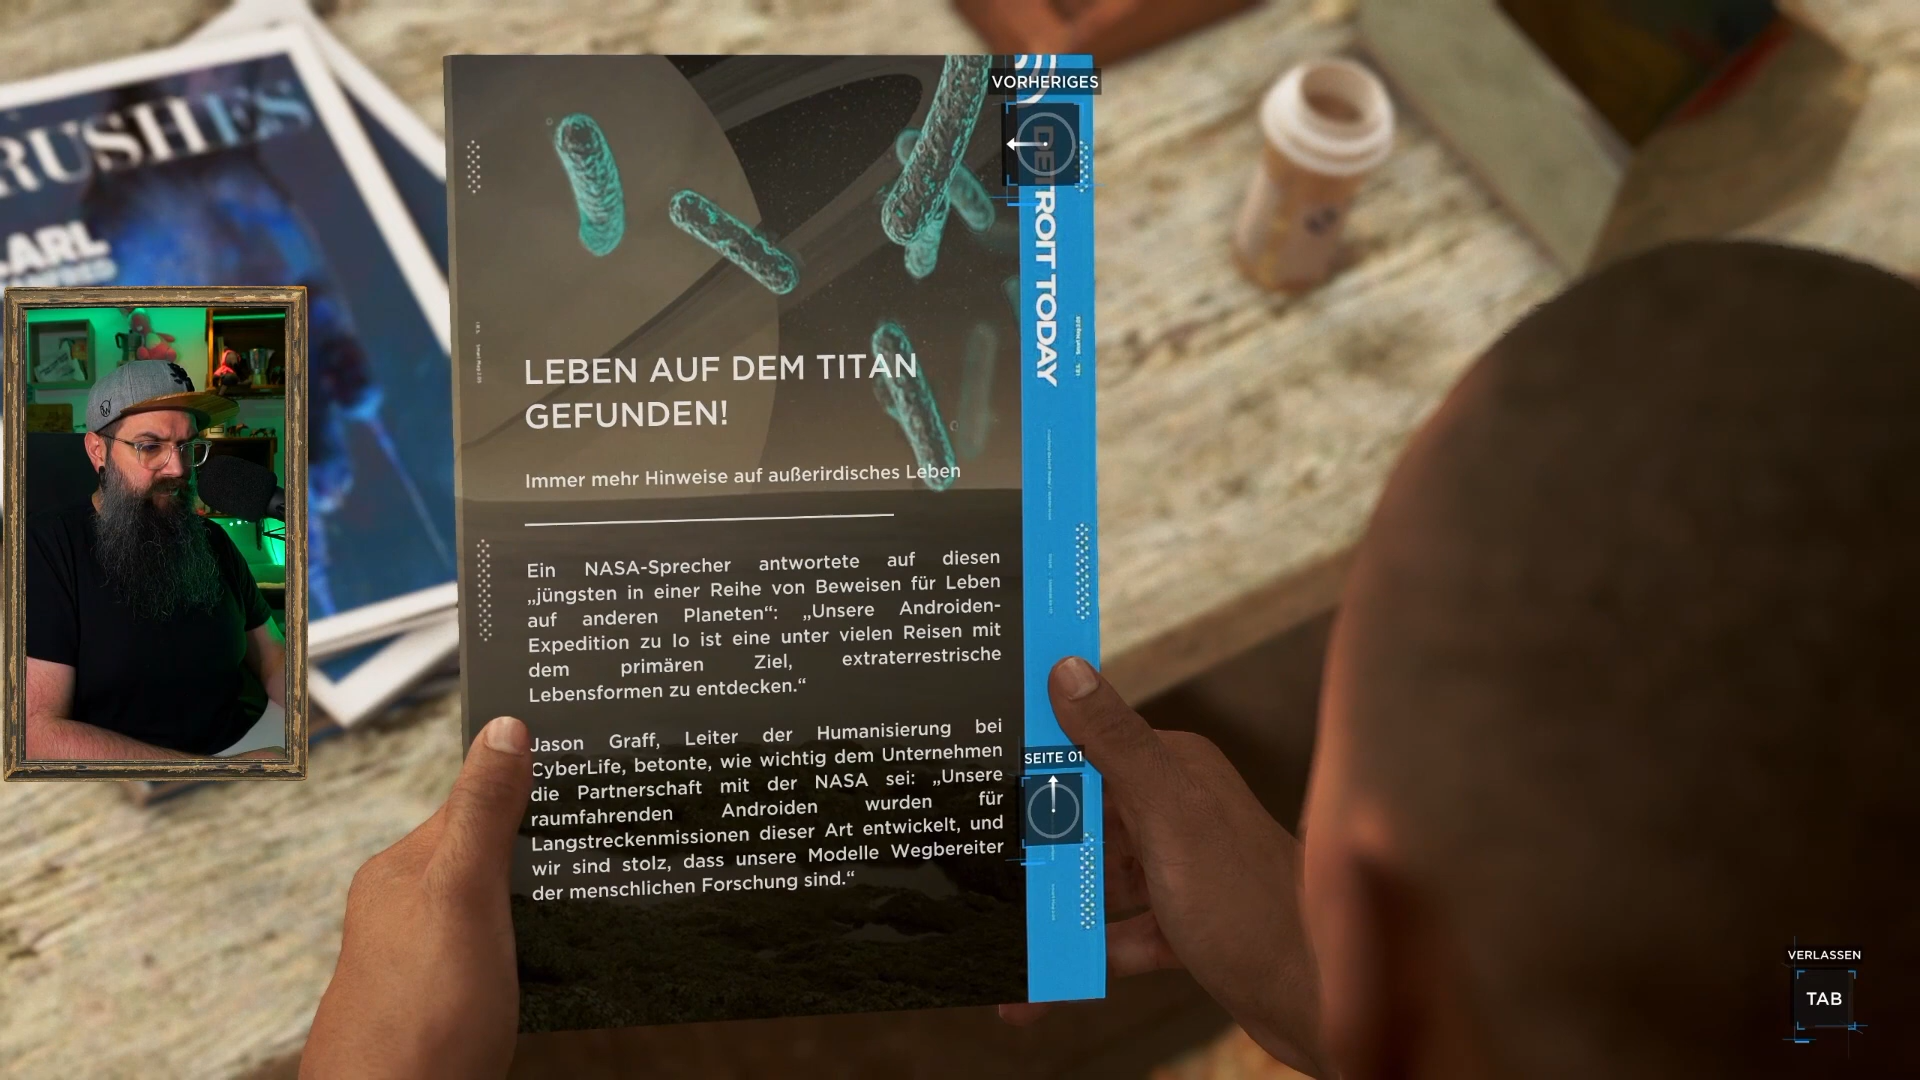 RUSHES
VORHERIGES
DETROIT TODAY
LEBEN AUF DEM TITAN
GEFUNDEN!
Immer mehr Hinweise auf außerirdisches Leben
Ein NASA-Sprecher antwortete auf diesen
„jüngsten in einer Reihe von Beweisen für Leben
auf anderen Planeten“: „Unsere Androiden-
Expedition zu Io ist eine unter vielen Reisen mit
dem primären Ziel, extraterrestrische
Lebensformen zu entdecken.“
Jason Graff, Leiter der Humanisierung bei
CyberLife, betonte, wie wichtig dem Unternehmen
die Partnerschaft mit der NASA sei: „Unsere
raumfahrenden Androiden wurden für
Langstreckenmissionen dieser Art entwickelt, und
wir sind stolz, dass unsere Modelle Wegbereiter
der menschlichen Forschung sind.“
SEITE 01
VERLASSEN
TAB